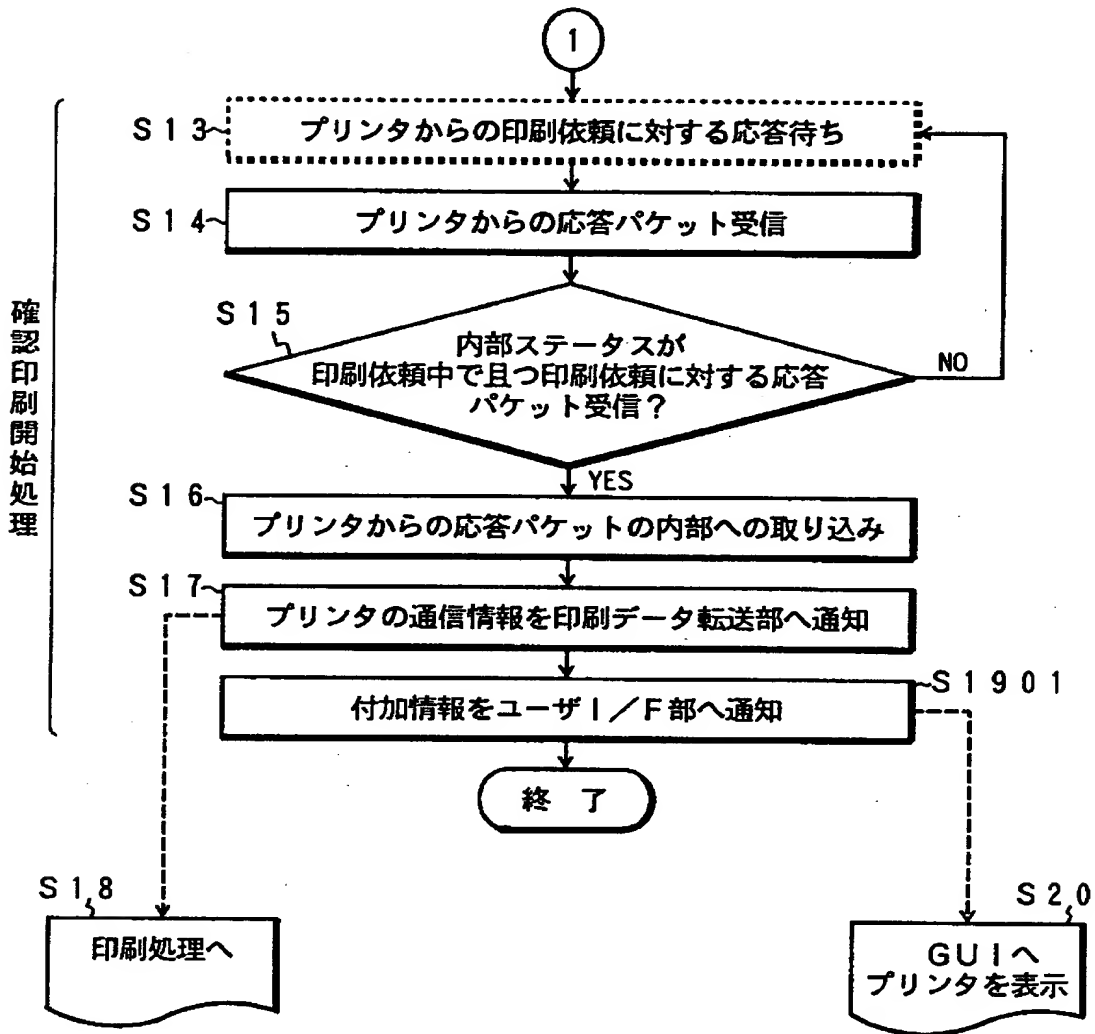 1
S13
プリンタからの印刷依頼に対する応答待ち
S14
プリンタからの応答パケット受信
確認印刷開始処理
S15
内部ステータスが
印刷依頼中で且つ印刷依頼に対する応答
パケット受信？
NO
YES
S16
プリンタからの応答パケットの内部への取り込み
S17
プリンタの通信情報を印刷データ転送部へ通知
S1901
付加情報をユーザI／F部へ通知
終 了
S18
印刷処理へ
S20
GUIへ
プリンタを表示